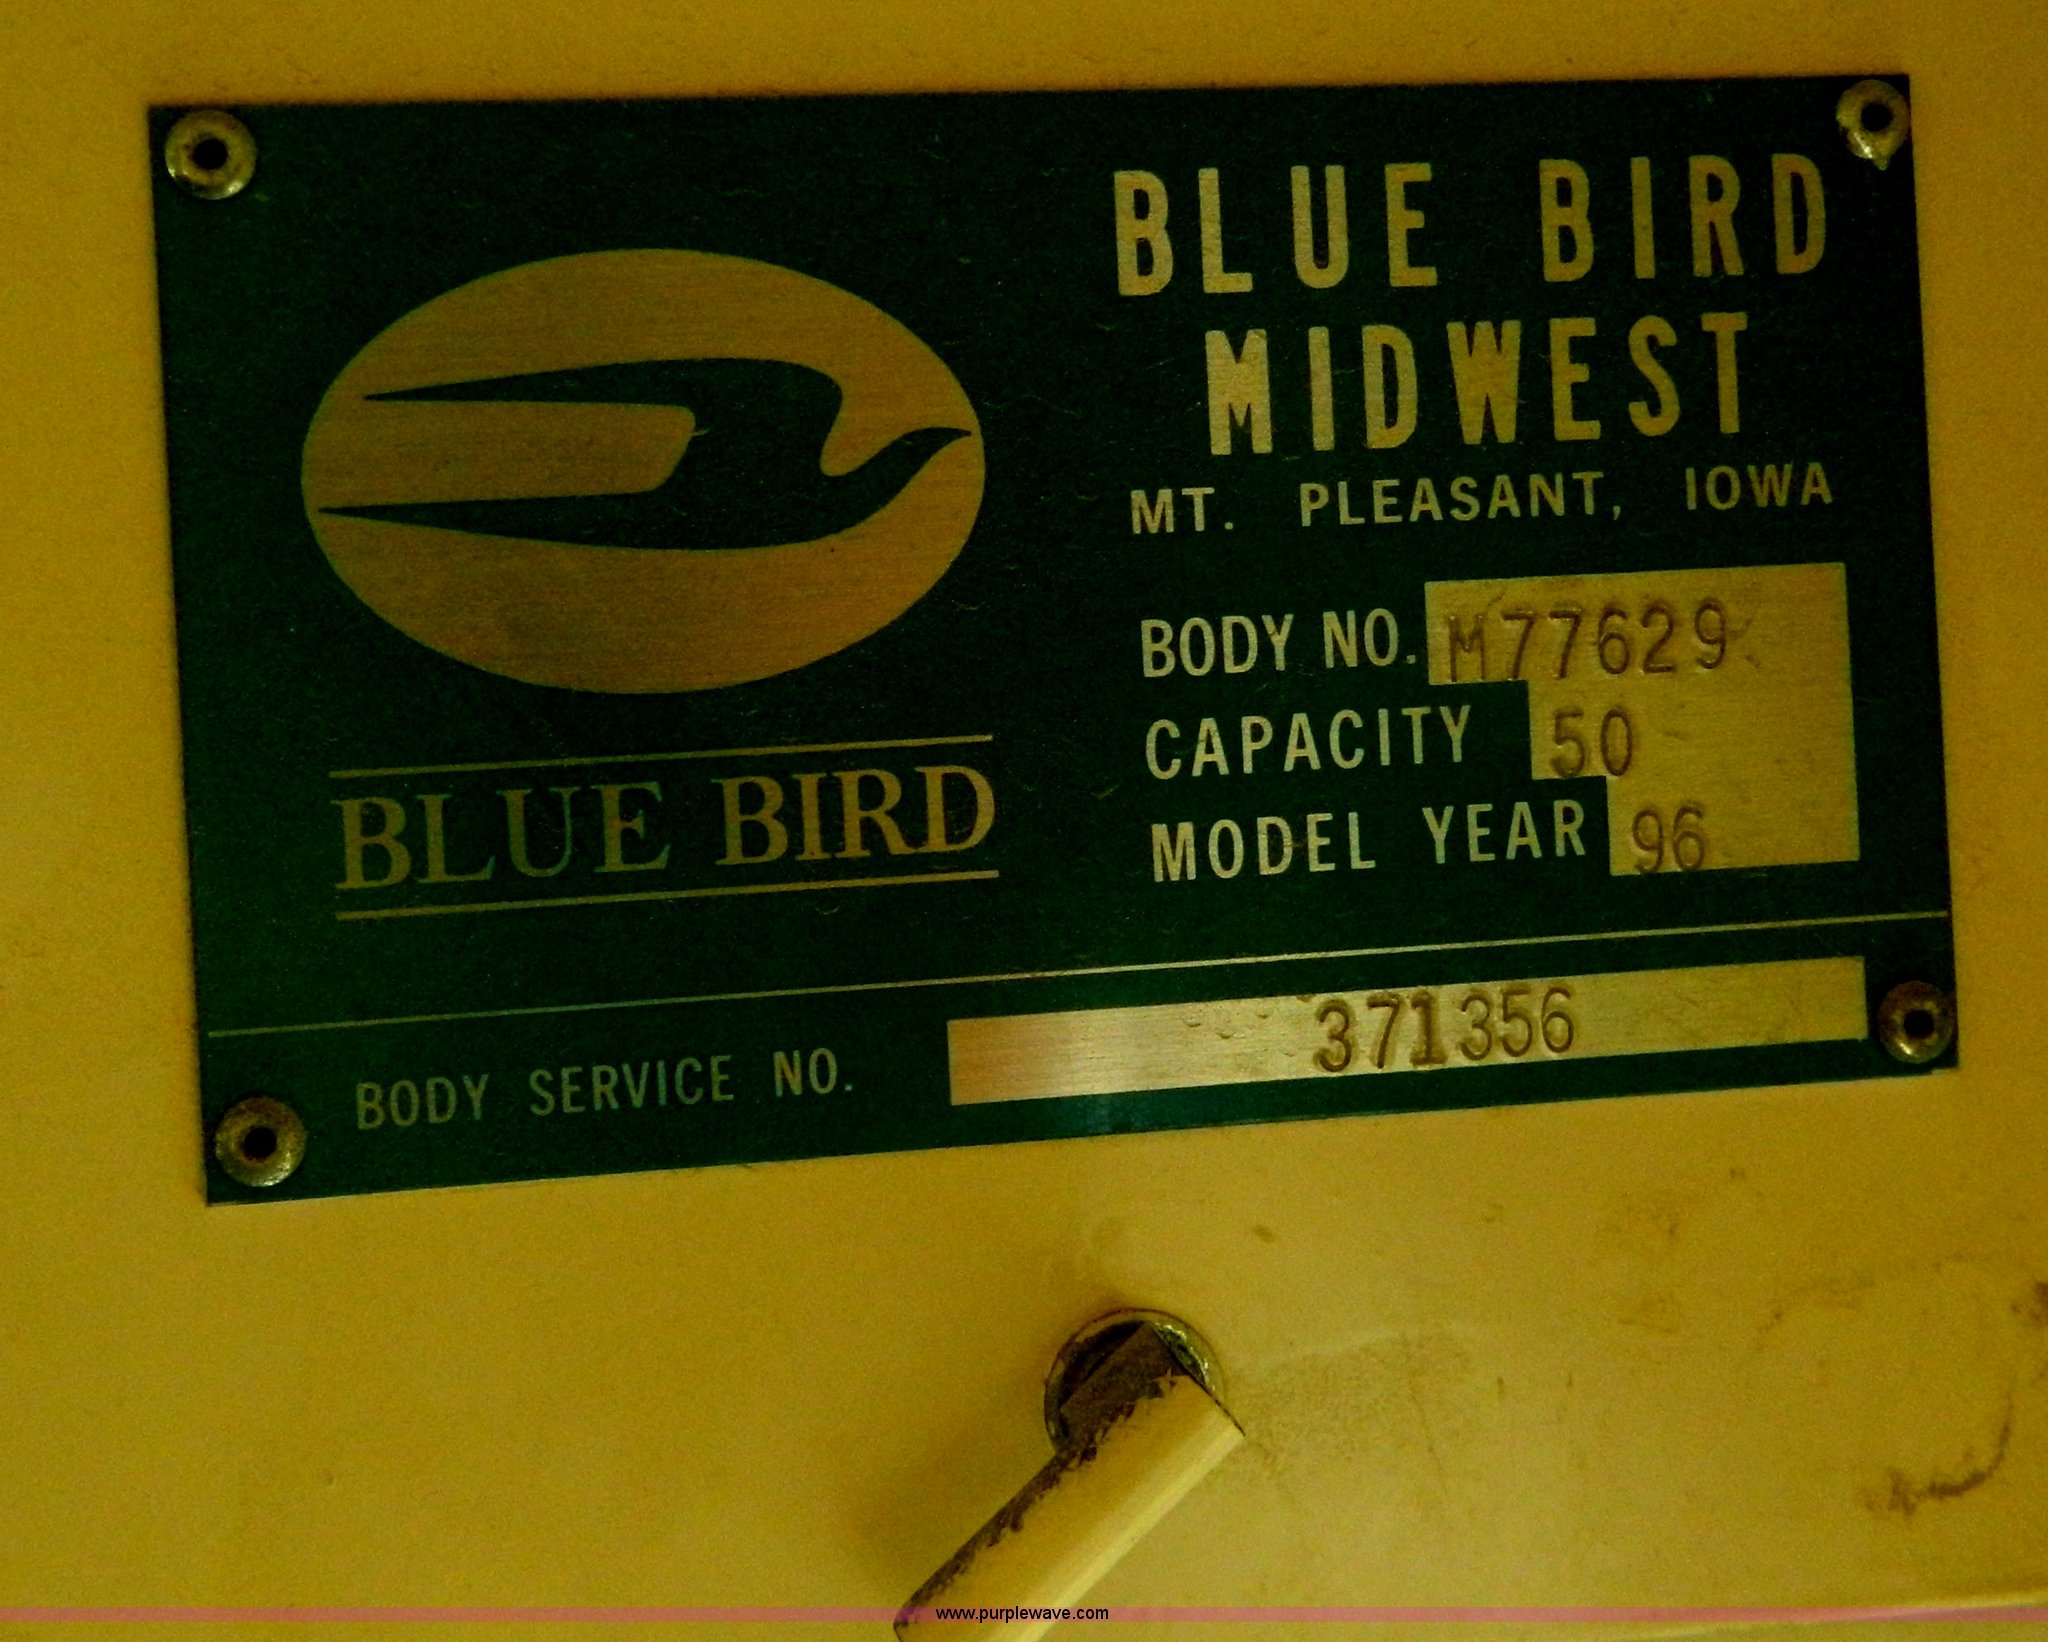 BLUE BIRD
MIDWEST
MT. PLEASANT, IOWA
BODY NO. M77629
CAPACITY 50
MODEL YEAR 96
BLUE BIRD
BODY SERVICE NO. 371356
www.purplewave.com